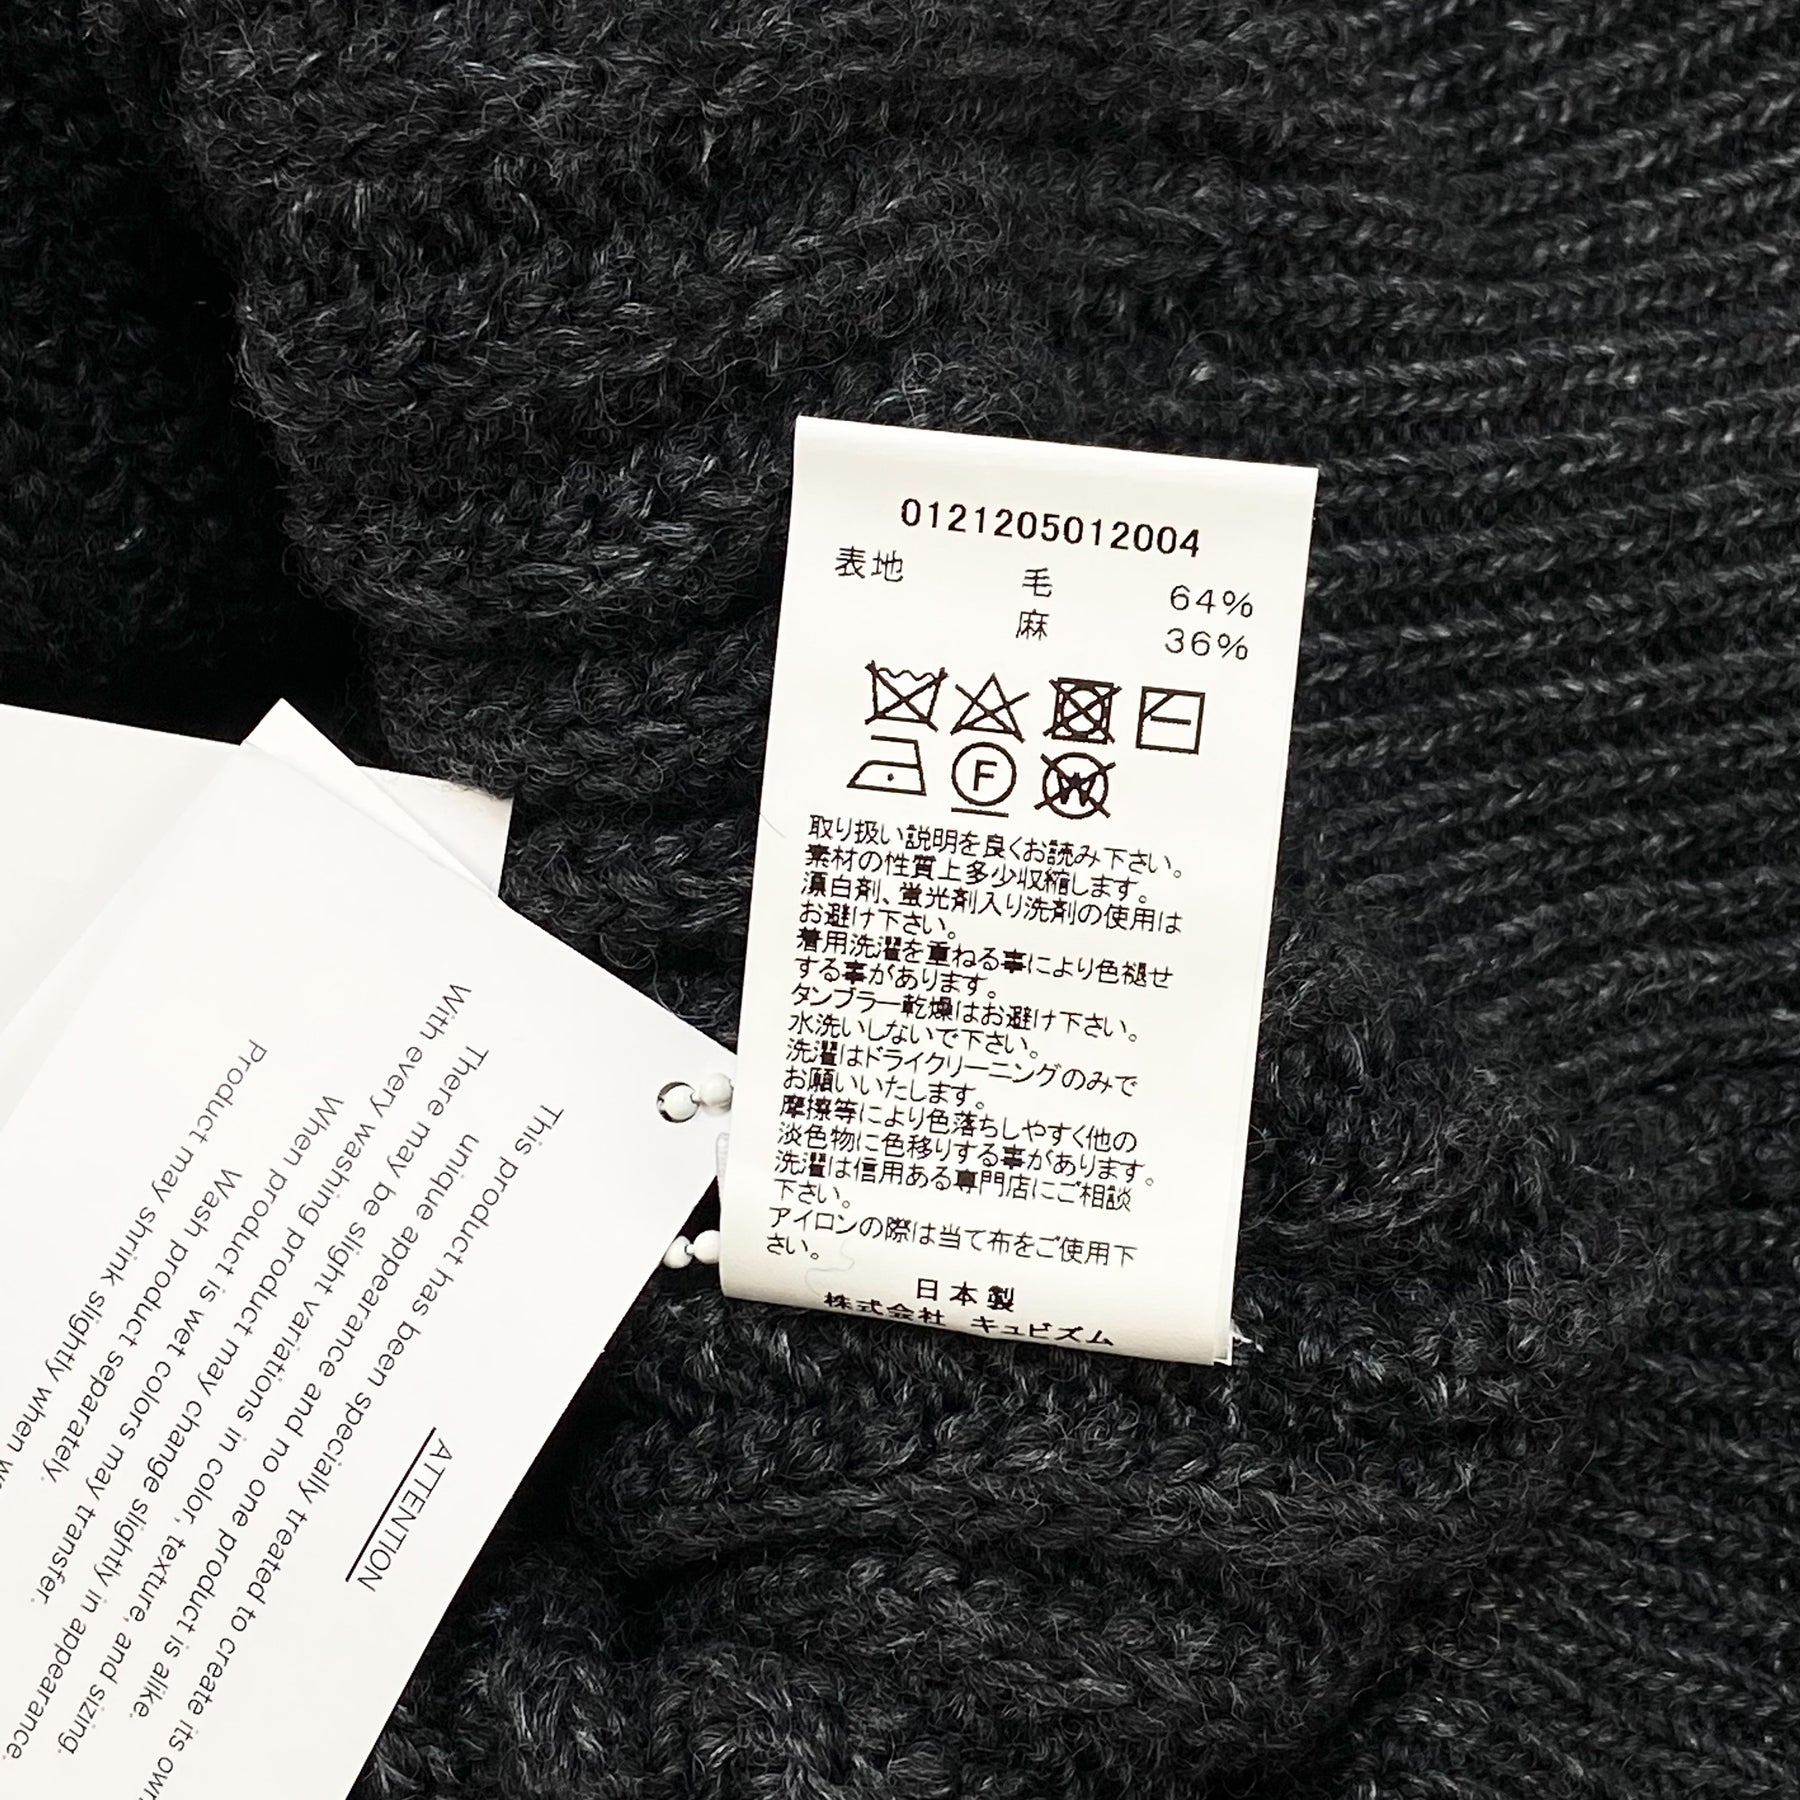 0121205012004
表地 毛 64%
麻 36%
F
W
取り扱い説明を良くお読み下さい。
素材の性質上多少収縮します。
漂白剤、蛍光剤入り洗剤の使用は
お避け下さい。
着用洗濯を重ねる事により色褪せ
する事があります。
タンブラー乾燥はお避け下さい。
水洗いしないで下さい。
洗濯はドライクリーニングのみで
お願いいたします。
摩擦等により色落ちしやすく他の
淡色物に色移りする事があります。
洗濯は信用ある専門店にご相談
下さい。
アイロンの際は当て布をご使用下
さい。
日本製
株式会社 キュビズム
ATTENTION
This product has been specially treated to create its own
unique appearance and no one product is alike.
There may be slight variations in color, texture, and sizing.
With every washing product may change slightly in appearance.
When product is wet colors may transfer.
Wash product separately.
Product may shrink slightly when